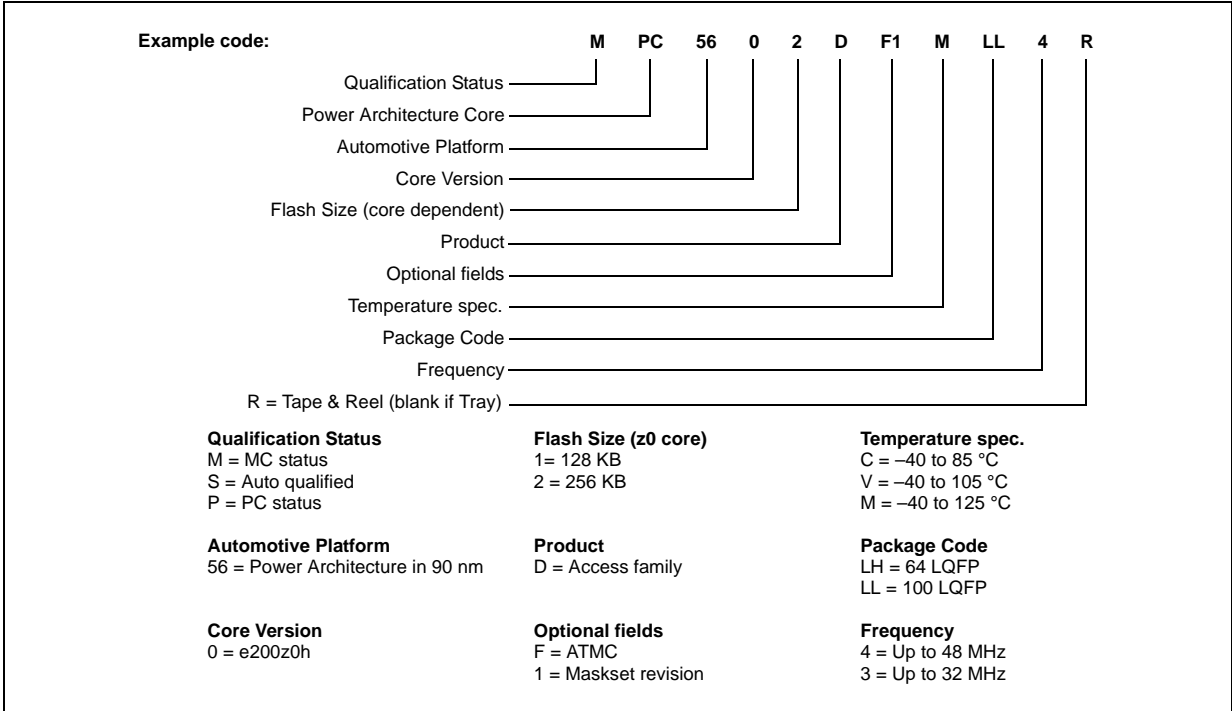 Example code: M PC 56 0 2 D F1 M LL 4 R
Qualification Status
Power Architecture Core
Automotive Platform
Core Version
Flash Size (core dependent)
Product
Optional fields
Temperature spec.
Package Code
Frequency
R = Tape & Reel (blank if Tray)
Qualification Status
M = MC status
S = Auto qualified
P = PC status
Flash Size (z0 core)
1= 128 KB
2 = 256 KB
Temperature spec.
C = –40 to 85 °C
V = –40 to 105 °C
M = –40 to 125 °C
Automotive Platform
56 = Power Architecture in 90 nm
Product
D = Access family
Package Code
LH = 64 LQFP
LL = 100 LQFP
Core Version
0 = e200z0h
Optional fields
F = ATMC
1 = Maskset revision
Frequency
4 = Up to 48 MHz
3 = Up to 32 MHz